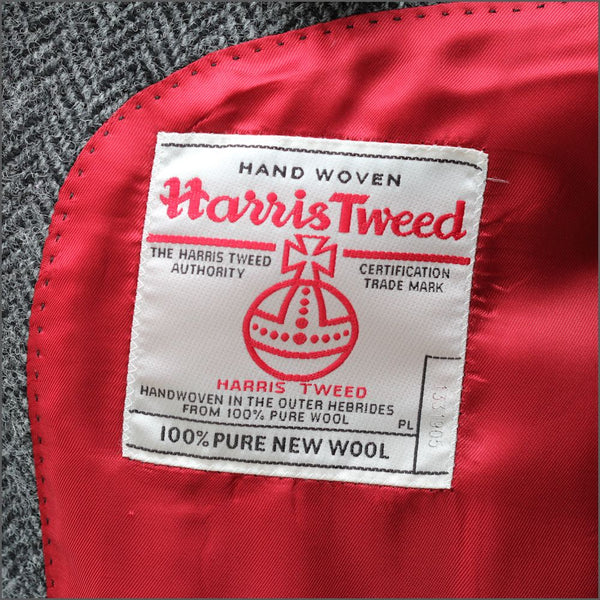 HAND WOVEN
Harris Tweed
THE HARRIS TWEED AUTHORITY
CERTIFICATION TRADE MARK
HARRIS TWEED
HANDWOVEN IN THE OUTER HEBRIDES
FROM 100% PURE WOOL
PL
100% PURE NEW WOOL